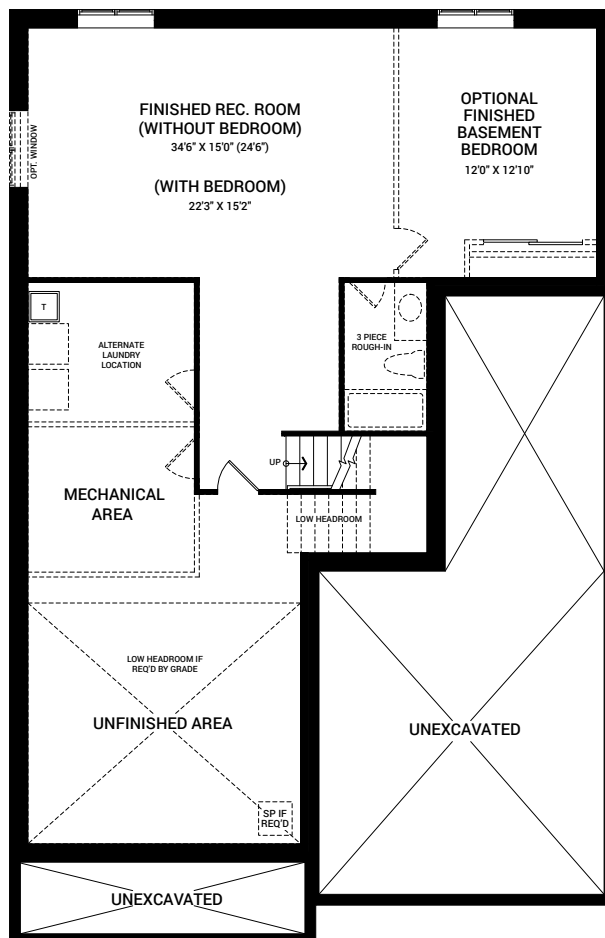 FINISHED REC. ROOM
(WITHOUT BEDROOM)
34'6" X 15'0" (24'6")
(WITH BEDROOM)
22'3" X 15'2"
OPTIONAL
FINISHED
BASEMENT
BEDROOM
12'0" X 12'10"
OPT. WINDOW
T
ALTERNATE
LAUNDRY
LOCATION
3 PIECE
ROUGH-IN
UP
MECHANICAL
AREA
LOW HEADROOM
LOW HEADROOM IF
REQ'D BY GRADE
UNFINISHED AREA
UNEXCAVATED
SP IF
REQ'D
UNEXCAVATED